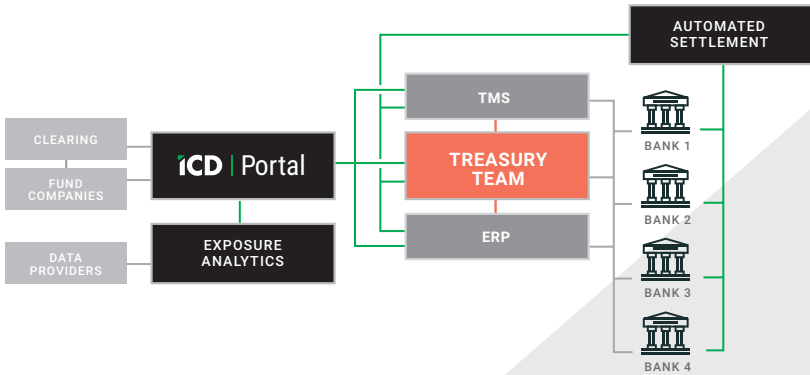 AUTOMATED
SETTLEMENT
TMS
CLEARING
iCD | Portal
TREASURY
TEAM
FUND
COMPANIES
BANK 1
BANK 2
EXPOSURE
ANALYTICS
ERP
DATA
PROVIDERS
BANK 3
BANK 4